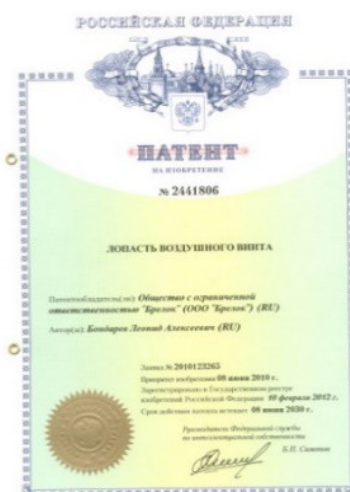 РОССИЙСКАЯ ФЕДЕРАЦИЯ
ПАТЕНТ
НА ИЗОБРЕТЕНИЕ
№ 2441806
ЛОПАСТЬ ВОЗДУШНОГО ВИНТА
Патентообладатель(ли): Общество с ограниченной
ответственностью "Брелок" (ООО "Брелок") (RU)
Автор(ы): Бондарев Леонид Алексеевич (RU)
Заявка № 2010123265
Приоритет изобретения 08 июня 2010 г.
Зарегистрировано в Государственном реестре
изобретений Российской Федерации 10 февраля 2012 г.
Срок действия патента истекает 08 июня 2030 г.
Руководитель Федеральной службы
по интеллектуальной собственности
Б.П. Симонов